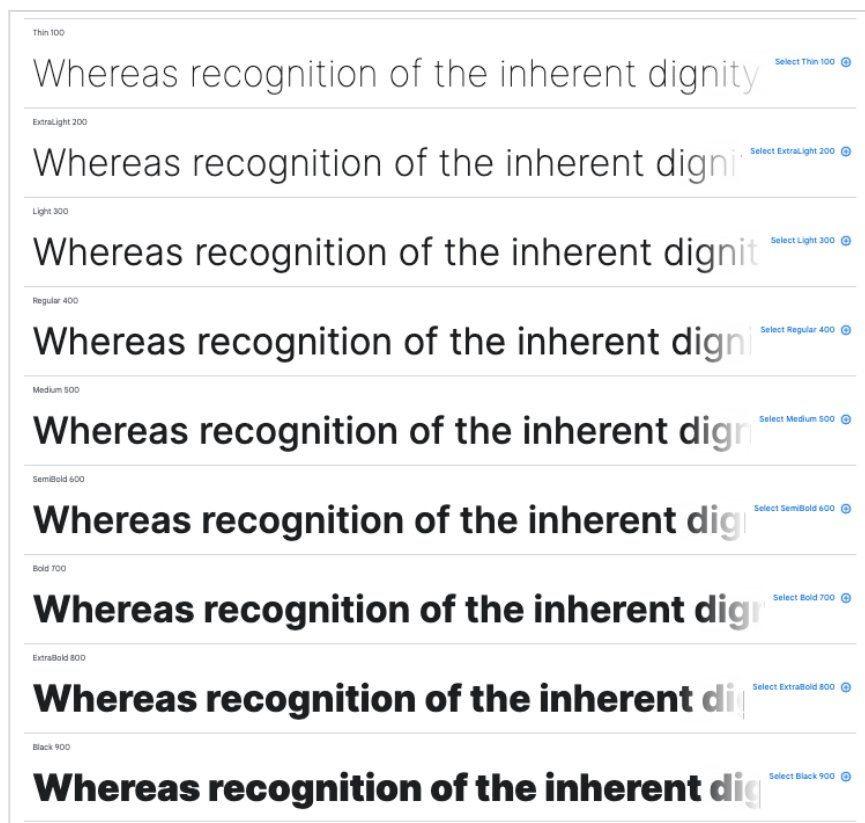 Thin 100
Whereas recognition of the inherent dignity
Select Thin 100
ExtraLight 200
Whereas recognition of the inherent digni
Select ExtraLight 200
Light 300
Whereas recognition of the inherent dignit
Select Light 300
Regular 400
Whereas recognition of the inherent digni
Select Regular 400
Medium 500
Whereas recognition of the inherent dign
Select Medium 500
SemiBold 600
Whereas recognition of the inherent dig
Select SemiBold 600
Bold 700
Whereas recognition of the inherent dign
Select Bold 700
ExtraBold 800
Whereas recognition of the inherent dig
Select ExtraBold 800
Black 900
Whereas recognition of the inherent dig
Select Black 900